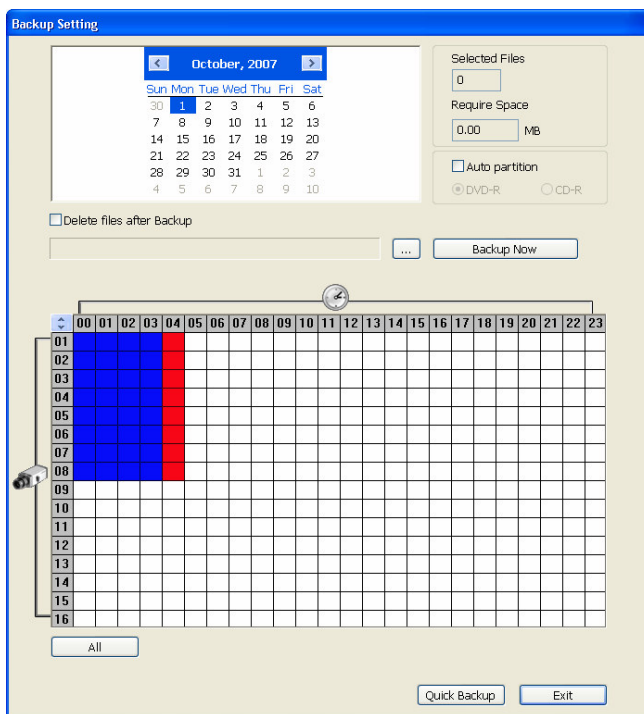 Backup Setting
October, 2007
Sun Mon Tue Wed Thu Fri Sat
30 1 2 3 4 5 6
7 8 9 10 11 12 13
14 15 16 17 18 19 20
21 22 23 24 25 26 27
28 29 30 31 1 2 3
4 5 6 7 8 9 10
Selected Files
0
Require Space
0.00 MB
Auto partition
DVD-R CD-R
Delete files after Backup
... Backup Now
00 01 02 03 04 05 06 07 08 09 10 11 12 13 14 15 16 17 18 19 20 21 22 23
01
02
03
04
05
06
07
08
09
10
11
12
13
14
15
16
All
Quick Backup Exit